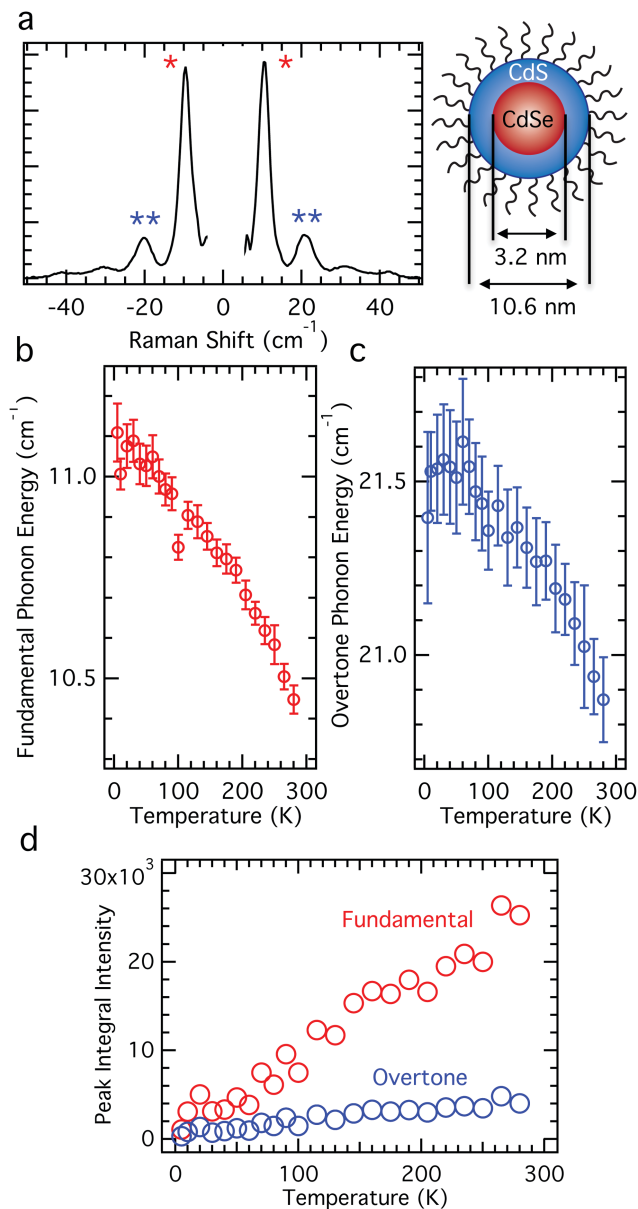 a
* *
** **
-40 -20 0 20 40
Raman Shift (cm⁻¹)
CdS
CdSe
3.2 nm
10.6 nm
b
Fundamental Phonon Energy (cm⁻¹)
11.0
10.5
0 100 200 300
Temperature (K)
c
Overtone Phonon Energy (cm⁻¹)
21.5
21.0
0 100 200 300
Temperature (K)
d
Peak Integral Intensity
30x10³
20
10
0
Fundamental
Overtone
0 100 200 300
Temperature (K)